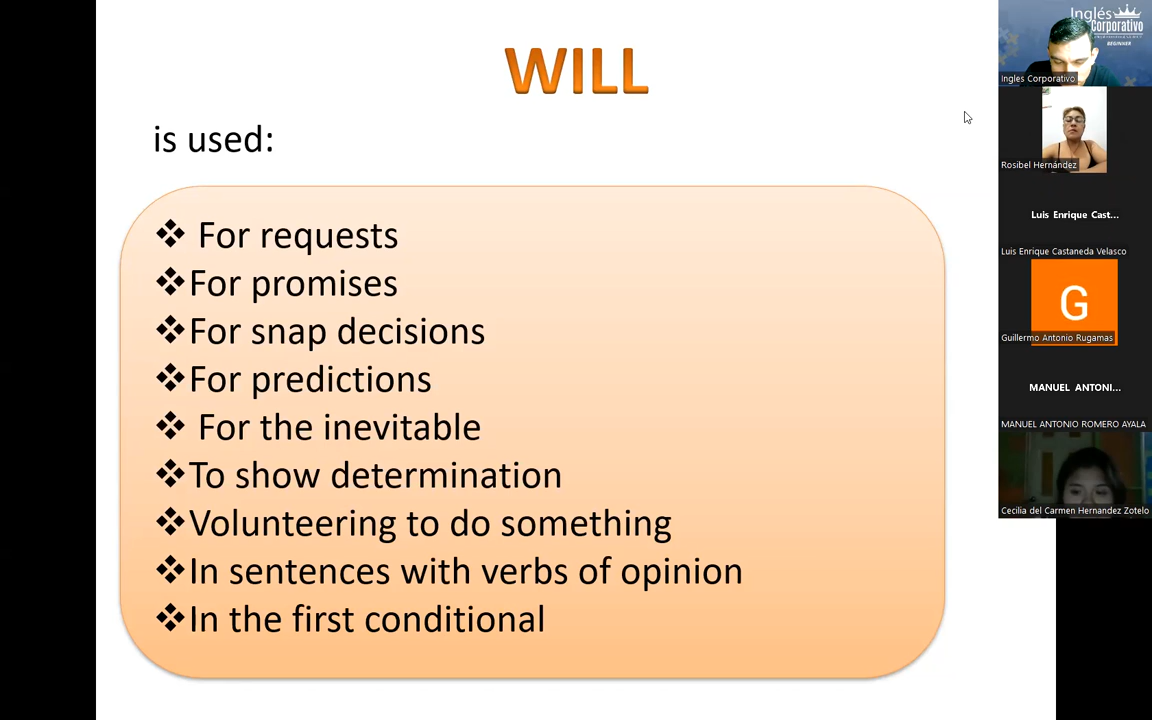 WILL
is used:
❖ For requests
❖For promises
❖For snap decisions
❖For predictions
❖ For the inevitable
❖To show determination
❖Volunteering to do something
❖In sentences with verbs of opinion
❖In the first conditional
Inglés
Corporativo
BEGINNER
Ingles Corporativo
Rosibel Hernández
Luis Enrique Cast...
Luis Enrique Castaneda Velasco
G
Guillermo Antonio Rugamas
MANUEL ANTONI...
MANUEL ANTONIO ROMERO AYALA
Cecilia del Carmen Hernandez Zotelo